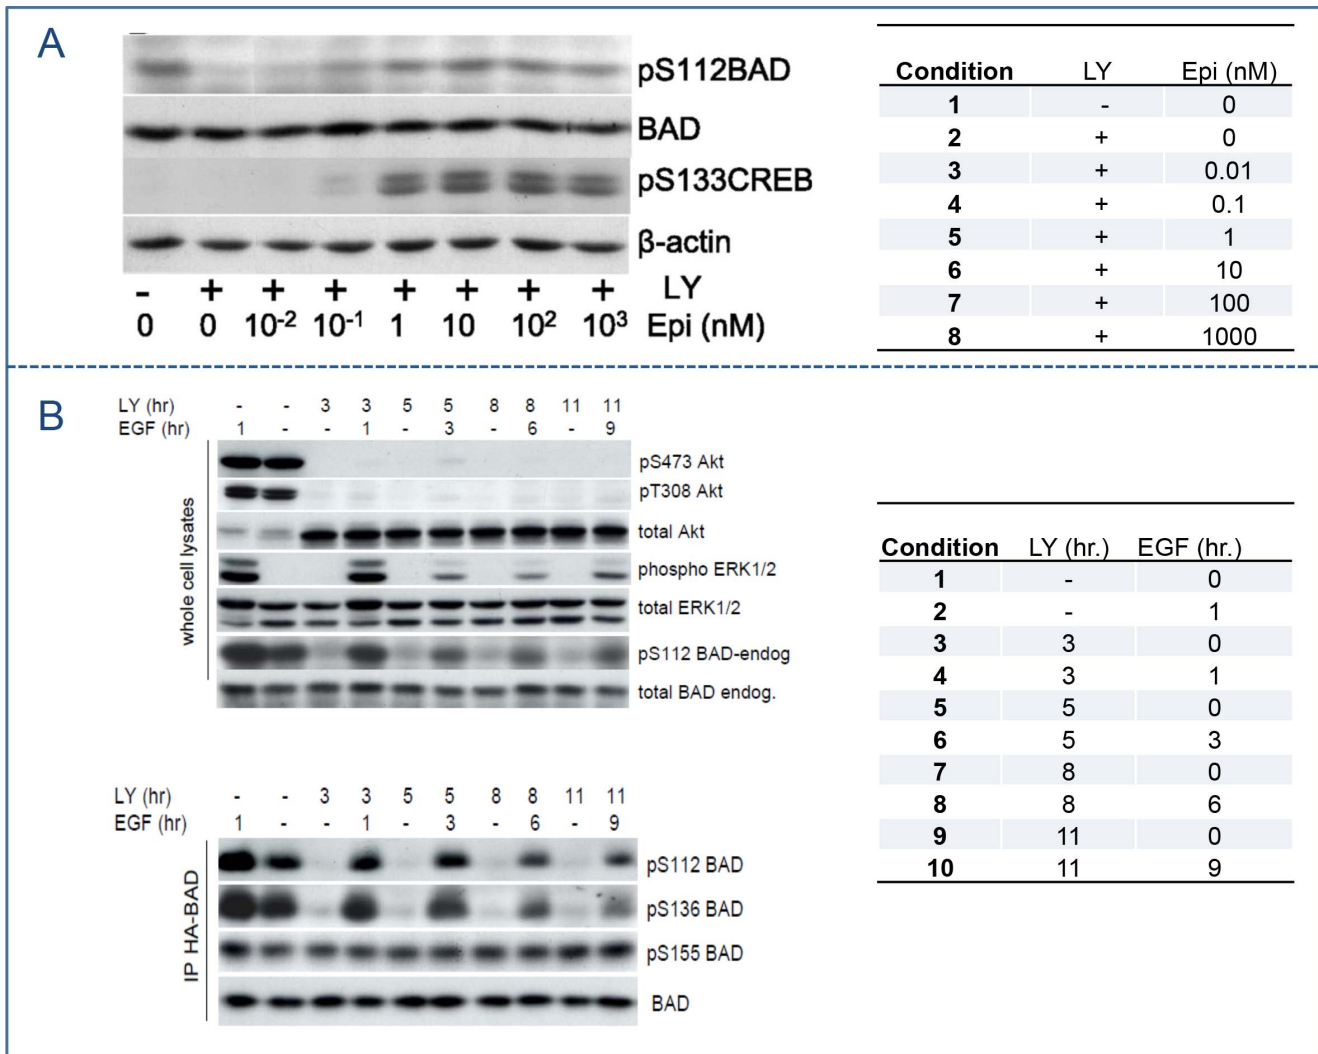 A
pS112BAD
BAD
pS133CREB
β-actin
- + + + + + + + LY
0 0 10-2 10-1 1 10 10² 10³ Epi (nM)
Condition LY Epi (nM)
1 - 0
2 + 0
3 + 0.01
4 + 0.1
5 + 1
6 + 10
7 + 100
8 + 1000
B
LY (hr) - - 3 3 5 5 8 8 11 11
EGF (hr) 1 - - 1 - 3 - 6 - 9
whole cell lysates
pS473 Akt
pT308 Akt
total Akt
phospho ERK1/2
total ERK1/2
pS112 BAD-endog
total BAD endog.
LY (hr) - - 3 3 5 5 8 8 11 11
EGF (hr) 1 - - 1 - 3 - 6 - 9
IP HA-BAD
pS112 BAD
pS136 BAD
pS155 BAD
BAD
Condition LY (hr.) EGF (hr.)
1 - 0
2 - 1
3 3 0
4 3 1
5 5 0
6 5 3
7 8 0
8 8 6
9 11 0
10 11 9